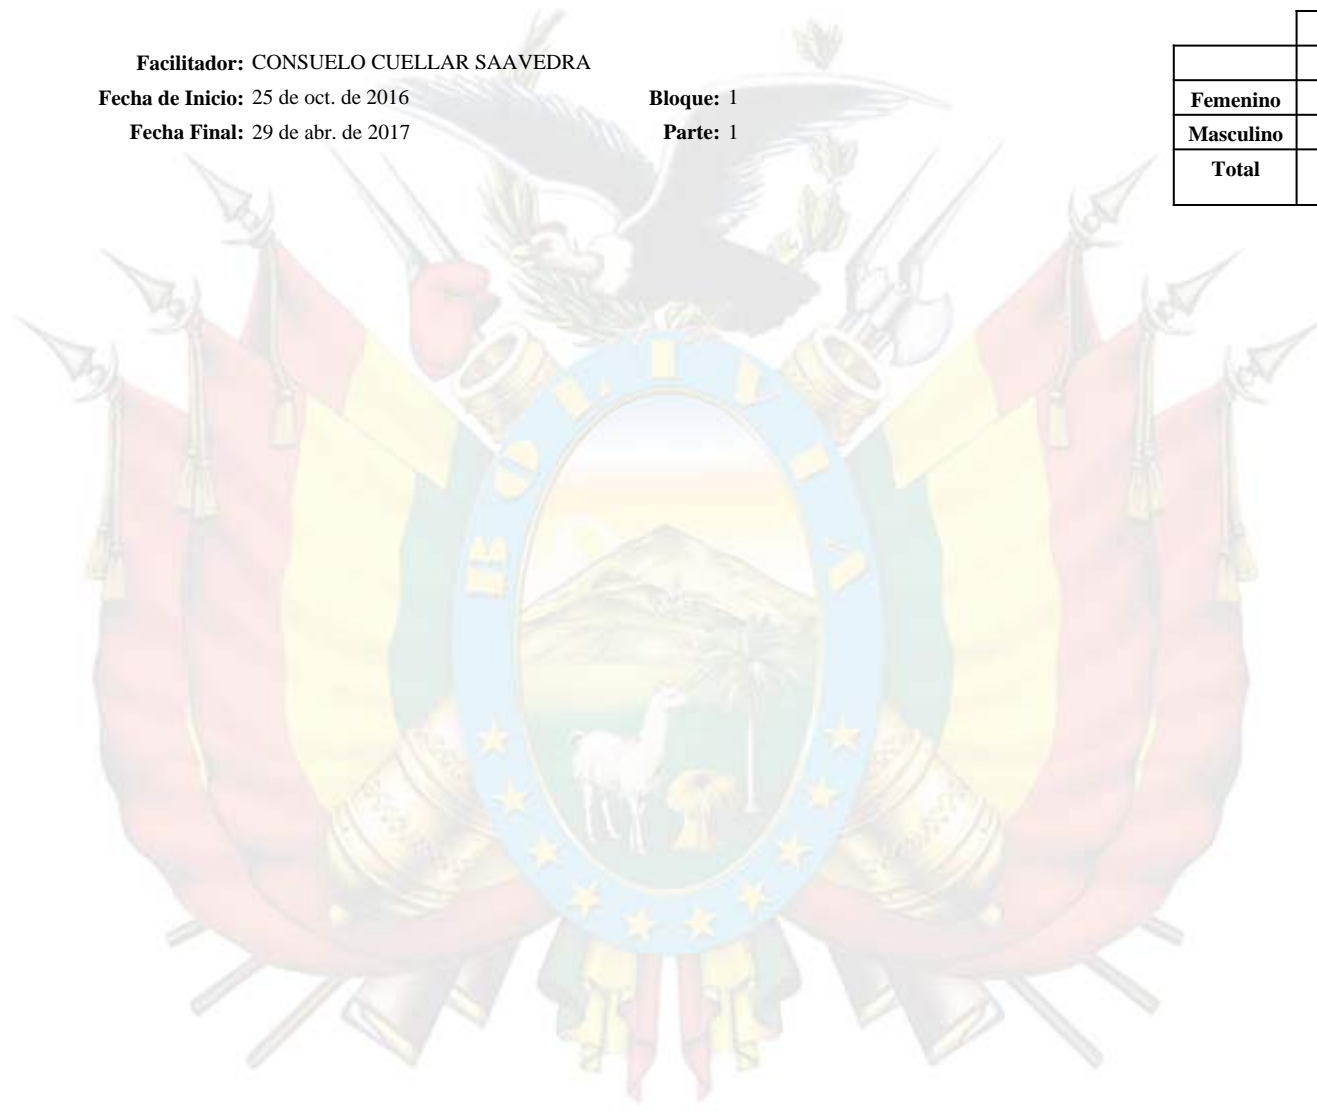 Facilitador: CONSUELO CUELLAR SAAVEDRA
Fecha de Inicio: 25 de oct. de 2016 Bloque: 1
Fecha Final: 29 de abr. de 2017 Parte: 1
Femenino
Masculino
Total
BOLIVIA